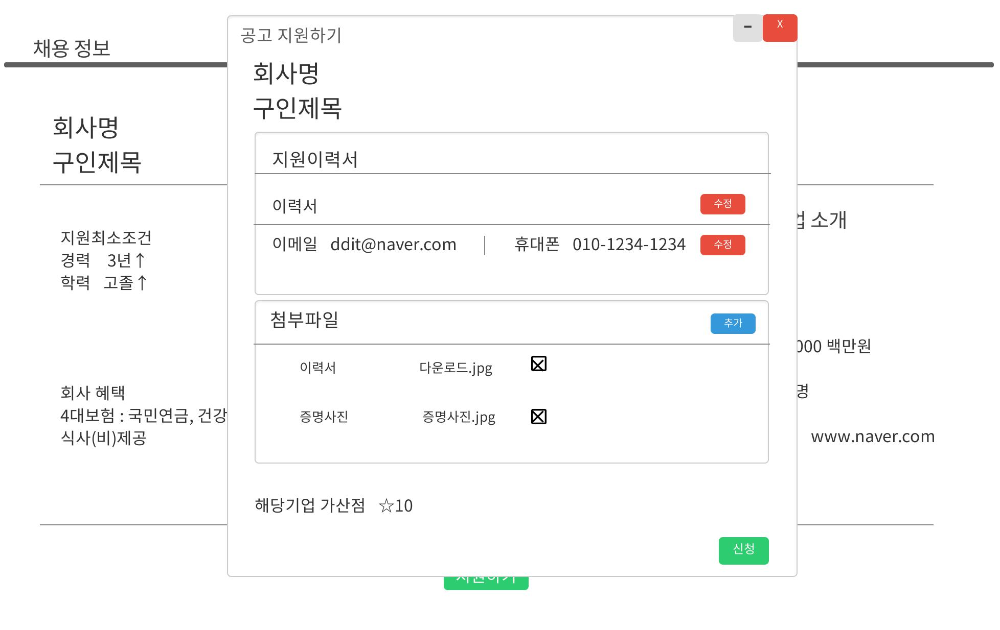 채용 정보
회사명
구인제목
지원최소조건
경력 3년↑
학력 고졸↑
회사 혜택
4대보험 : 국민연금, 건강
식사(비)제공
공고 지원하기
- X
회사명
구인제목
지원이력서
이력서 수정
이메일 ddit@naver.com | 휴대폰 010-1234-1234 수정
첨부파일 추가
이력서 다운로드.jpg
증명사진 증명사진.jpg
해당기업 가산점 ☆10
신청
소개
000 백만원
명
www.naver.com
지원하기